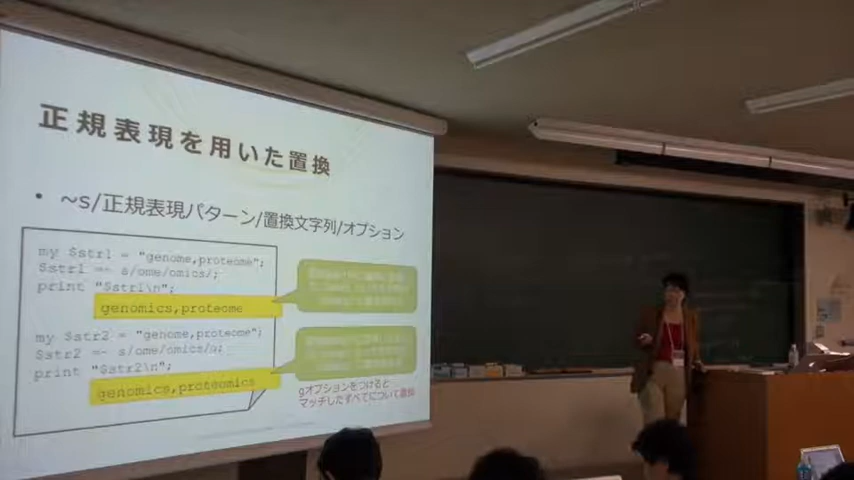 正規表現を用いた置換
• ~s/正規表現パターン/置換文字列/オプション
my $str1 = "genome,proteome";
$str1 =~ s/ome/omics/;
print "$str1\n";
genomics,proteome
my $str2 = "genome,proteome";
$str2 =~ s/ome/omics/g;
print "$str2\n";
genomics,proteomics
gオプションをつけると
マッチしたすべてについて置換